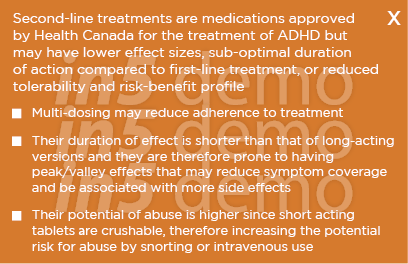 Second-line treatments are medications approved
by Health Canada for the treatment of ADHD but
may have lower effect sizes, sub-optimal duration
of action compared to first-line treatment, or reduced
tolerability and risk-benefit profile
X
Multi-dosing may reduce adherence to treatment
Their duration of effect is shorter than that of long-acting
versions and they are therefore prone to having
peak/valley effects that may reduce symptom coverage
and be associated with more side effects
Their potential of abuse is higher since short acting
tablets are crushable, therefore increasing the potential
risk for abuse by snorting or intravenous use
in5 demo
in5 demo
in5 demo